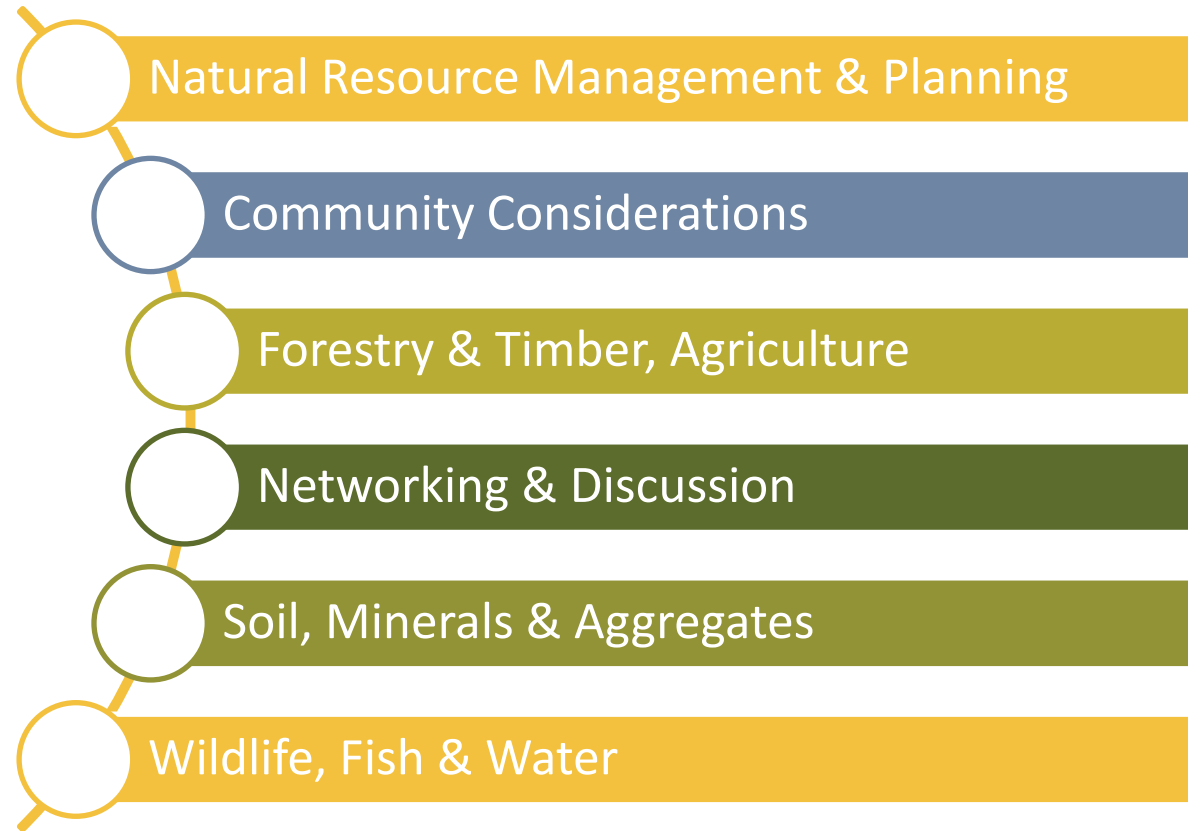 Natural Resource Management & Planning
Community Considerations
Forestry & Timber, Agriculture
Networking & Discussion
Soil, Minerals & Aggregates
Wildlife, Fish & Water